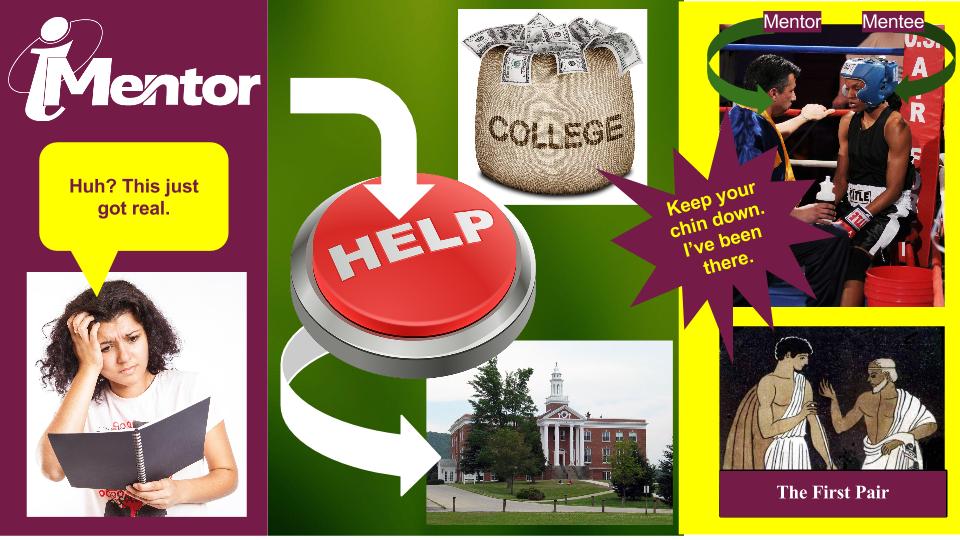 iMentor
Huh? This just
got real.
COLLEGE
HELP
Mentor
Mentee
U.S.
A
I
R
F
TITLE
Keep your
chin down.
I've been
there.
The First Pair